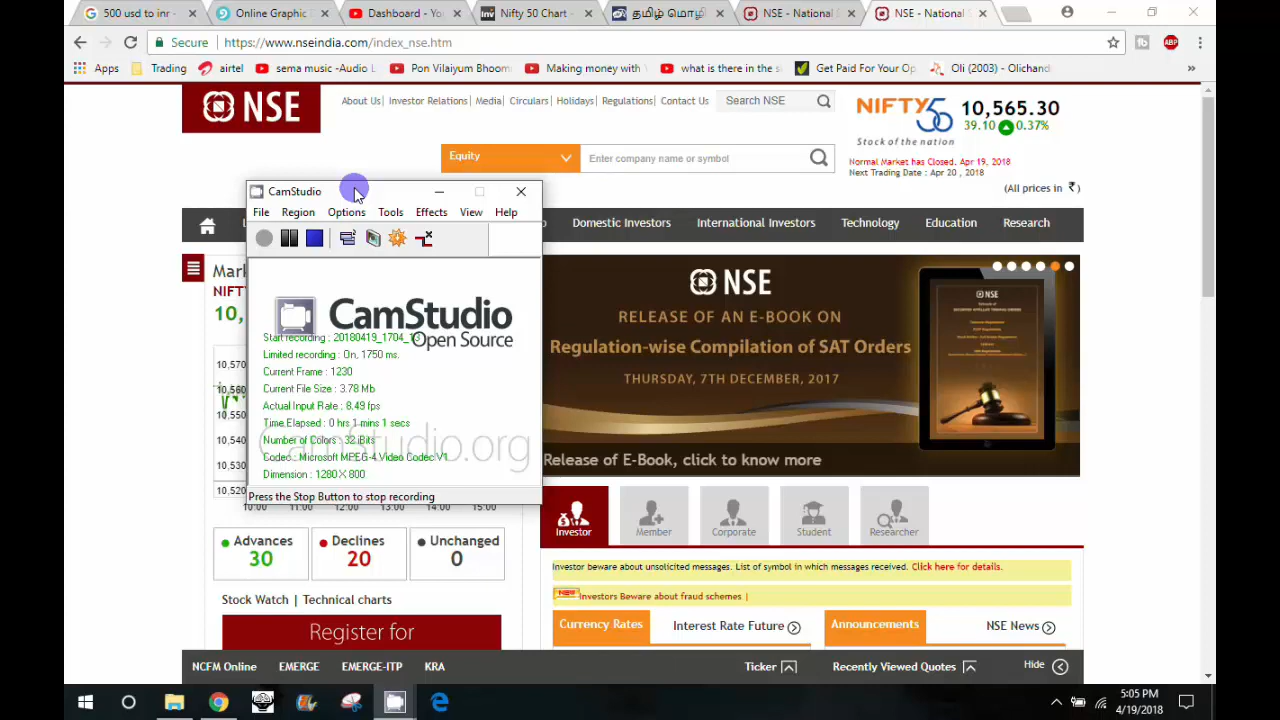 500 usd to inr -
Online Graphic D
Dashboard - Yo
Nifty 50 Chart -
தமிழ் மொழி
NSE - National S
NSE - National S
Secure
https://www.nseindia.com/index_nse.htm
Apps
Trading
airtel
sema music -Audio L
Pon Vilaiyum Bhoom
Making money with
what is there in the s
Get Paid For Your Op
Oli (2003) - Olichand
»
NSE
About Us| Investor Relations| Media| Circulars| Holidays| Regulations| Contact Us
Search NSE
NIFTY 50
Stock of the nation
10,565.30
39.10 0.37%
Normal Market has Closed. Apr 19, 2018
Next Trading Date : Apr 20 , 2018
(All prices in ₹)
Equity
Enter company name or symbol
Domestic Investors
International Investors
Technology
Education
Research
CamStudio
File Region Options Tools Effects View Help
CamStudio
Open Source
Start recording : 20180419_1704_
Limited recording : On, 1750 ms.
Current Frame : 1230
Current File Size : 3.78 Mb
Actual Input Rate : 8.49 fps
Time Elapsed : 0 hrs 1 mins 1 secs
Number of Colors : 32 Bits
Codec : Microsoft MPEG-4 Video Codec V1
Dimension : 1280 X 800
CamStudio.org
Press the Stop Button to stop recording
Mark
NIFT
10,
10,570
10,560
10,550
10,540
10,530
10,520
10:00 11:00 12:00 13:00 14:00 15:00
NSE
RELEASE OF AN E-BOOK ON
Regulation-wise Compilation of SAT Orders
THURSDAY, 7TH DECEMBER, 2017
NSE
Release of E-Book, click to know more
Advances
30
Declines
20
Unchanged
0
Stock Watch | Technical charts
Register for
Investor
Member
Corporate
Student
Researcher
Investor beware about unsolicited messages. List of symbol in which messages received. Click here for details.
NEW Investors Beware about fraud schemes |
Currency Rates
Interest Rate Future
Announcements
NSE News
NCFM Online
EMERGE
EMERGE-ITP
KRA
Ticker
Recently Viewed Quotes
Hide
5:05 PM
4/19/2018